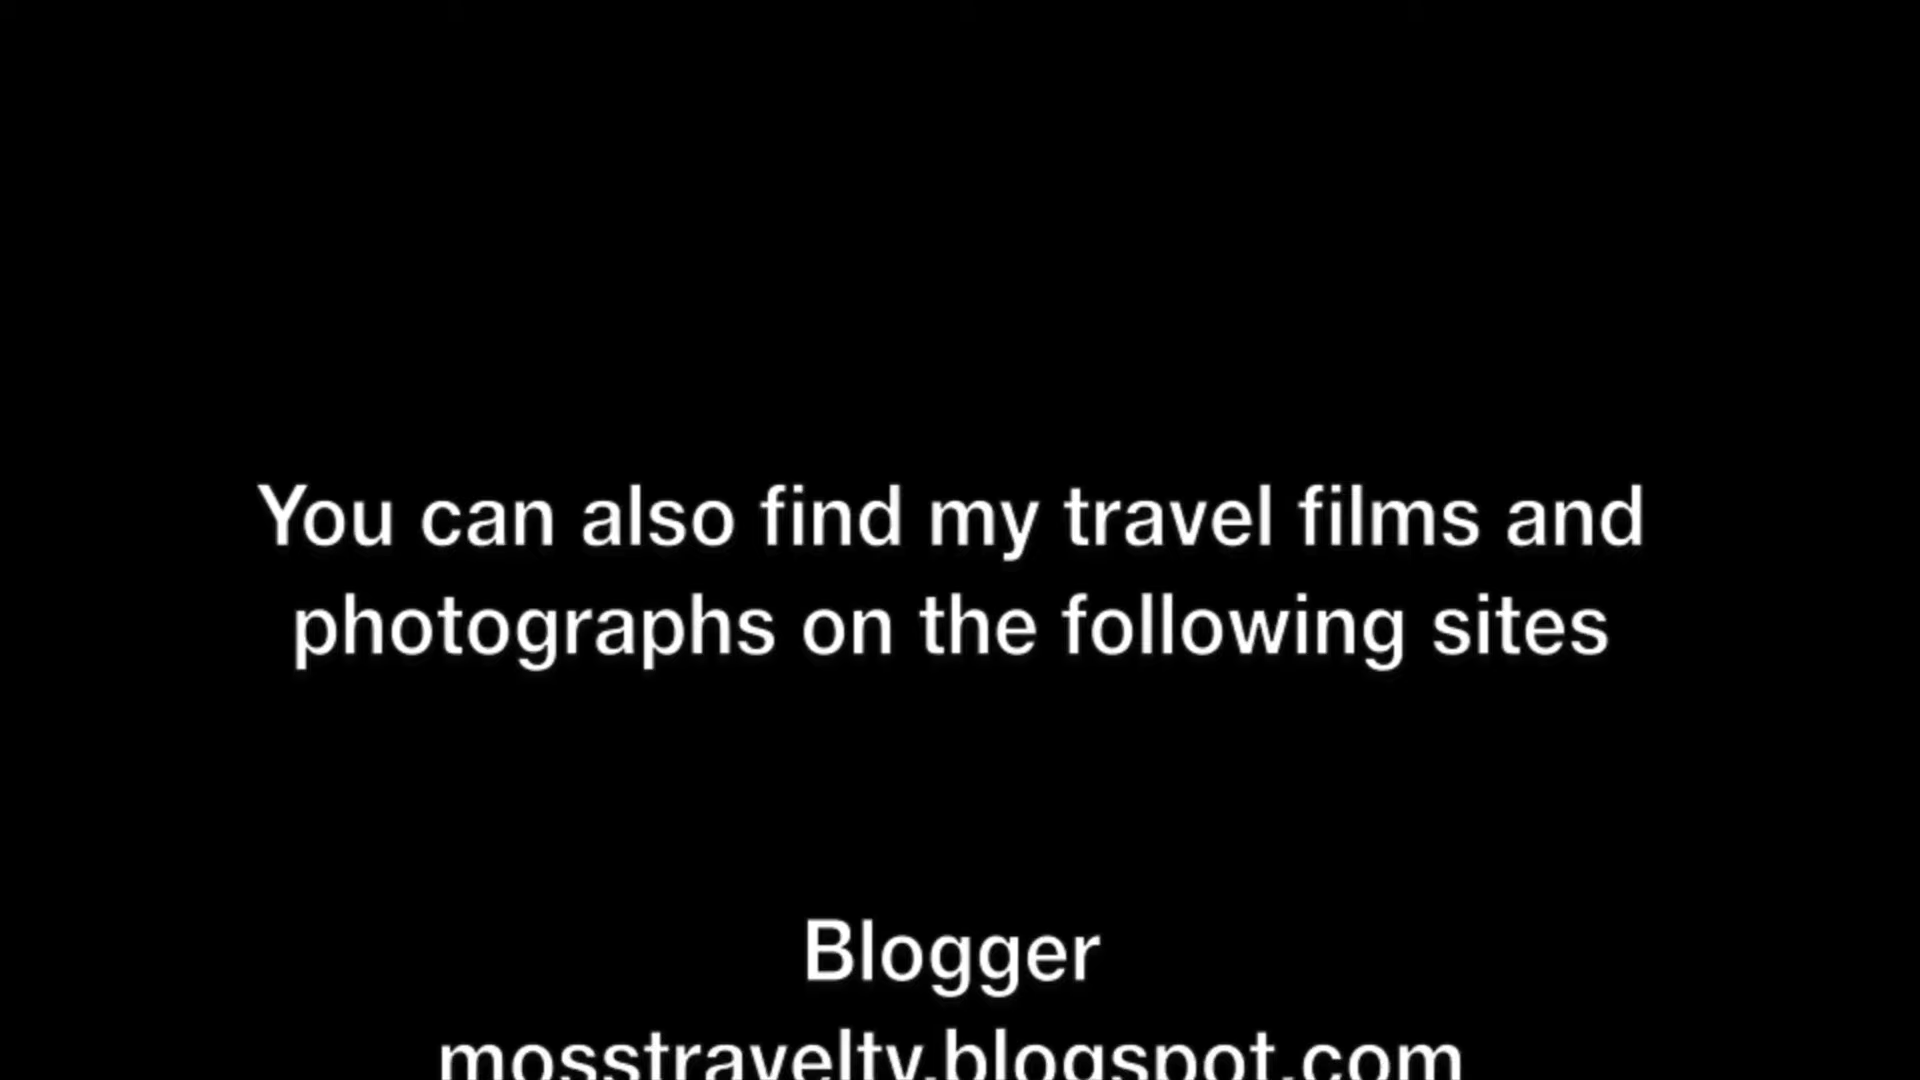 You can also find my travel films and
photographs on the following sites
Blogger
mosstraveltv.blogspot.com